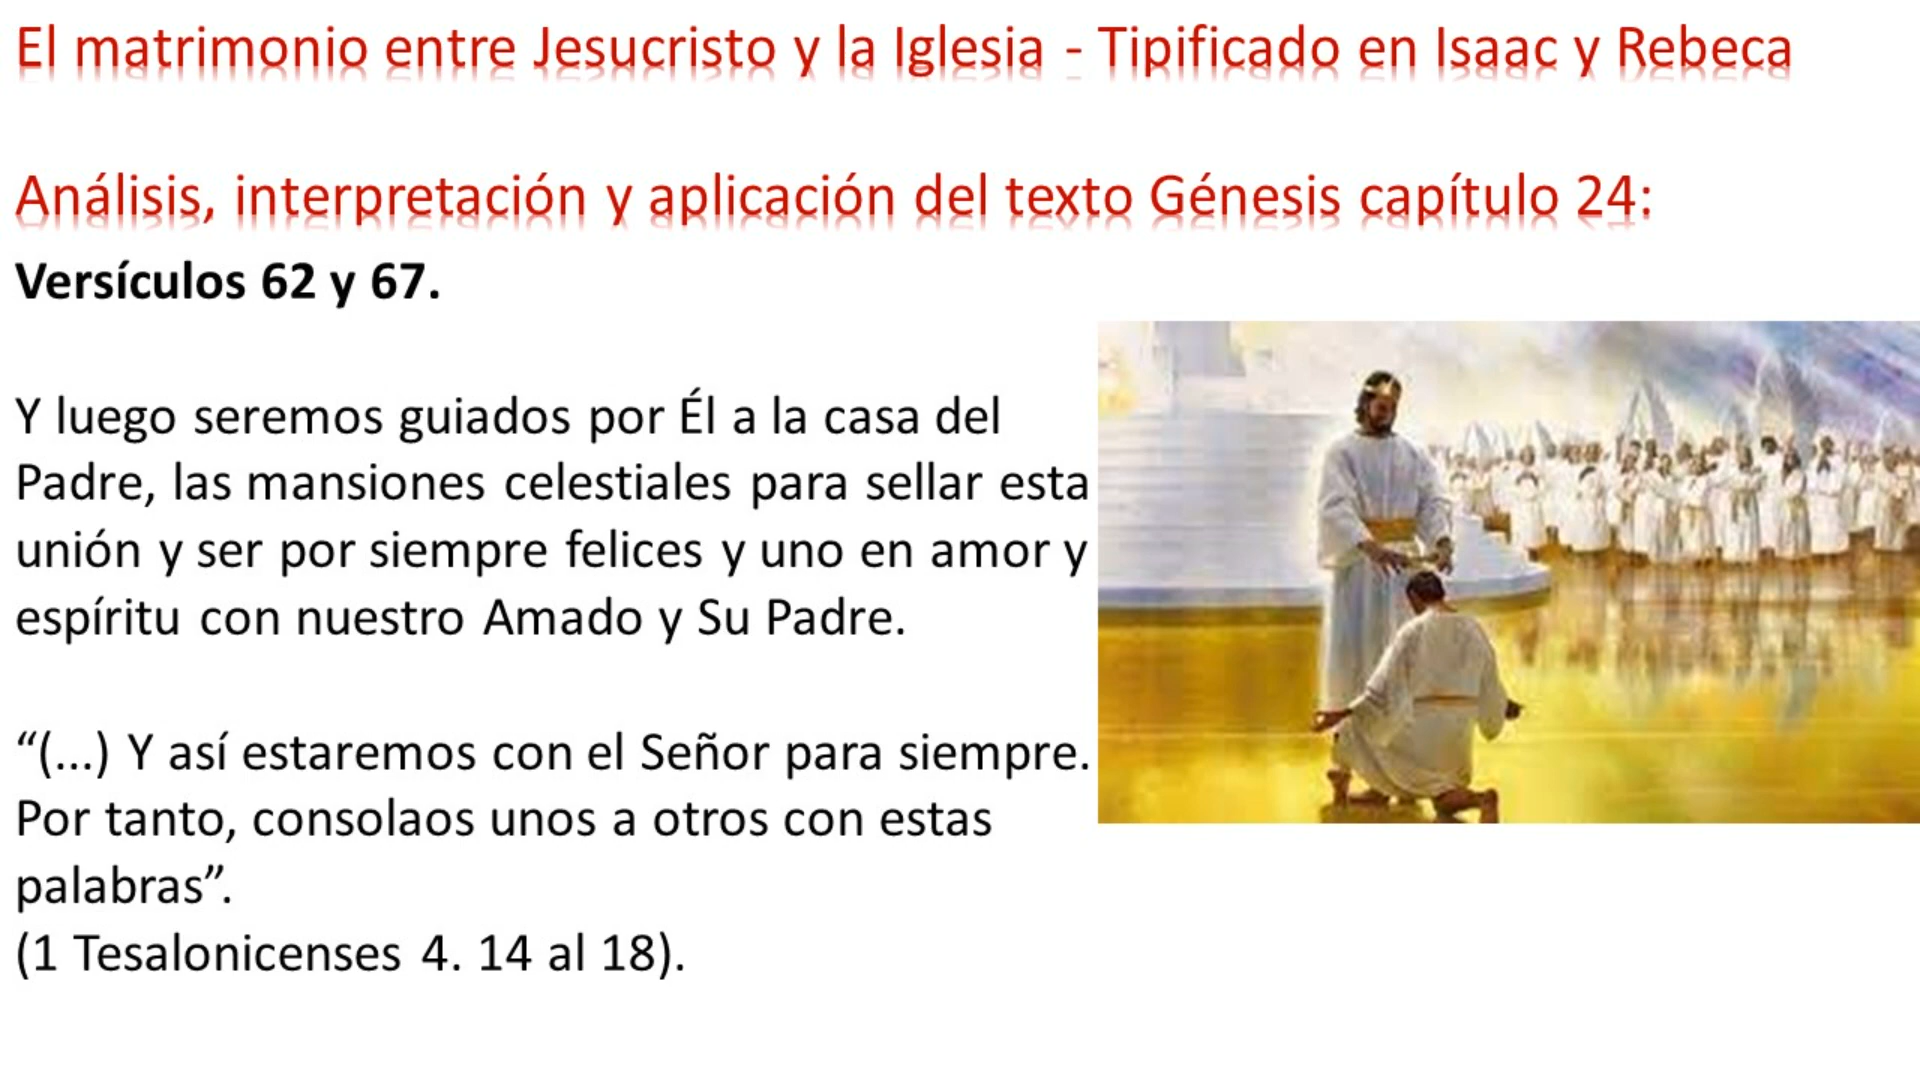 El matrimonio entre Jesucristo y la Iglesia - Tipificado en Isaac y Rebeca
Análisis, interpretación y aplicación del texto Génesis capítulo 24:
Versículos 62 y 67.
Y luego seremos guiados por Él a la casa del
Padre, las mansiones celestiales para sellar esta
unión y ser por siempre felices y uno en amor y
espíritu con nuestro Amado y Su Padre.
“(...) Y así estaremos con el Señor para siempre.
Por tanto, consolaos unos a otros con estas
palabras”.
(1 Tesalonicenses 4. 14 al 18).